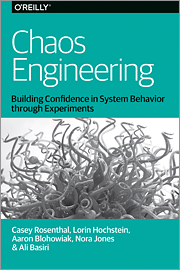 O'REILLY®
Chaos
Engineering
Building Confidence in System Behavior
through Experiments
Casey Rosenthal, Lorin Hochstein,
Aaron Blohowiak, Nora Jones
& Ali Basiri